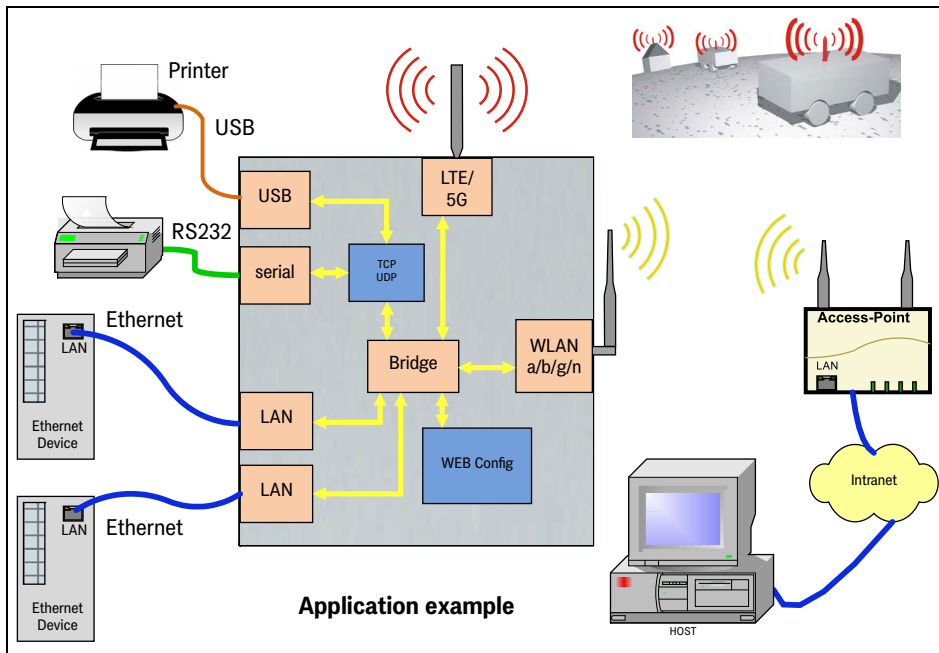 Printer
USB
LTE/
5G
USB
RS232
TCP
UDP
serial
Ethernet
LAN
Access-Point
Bridge
WLAN
a/b/g/n
LAN
LAN
Ethernet
Device
WEB Config
LAN
Intranet
Ethernet
LAN
Ethernet
Device
Application example
HOST